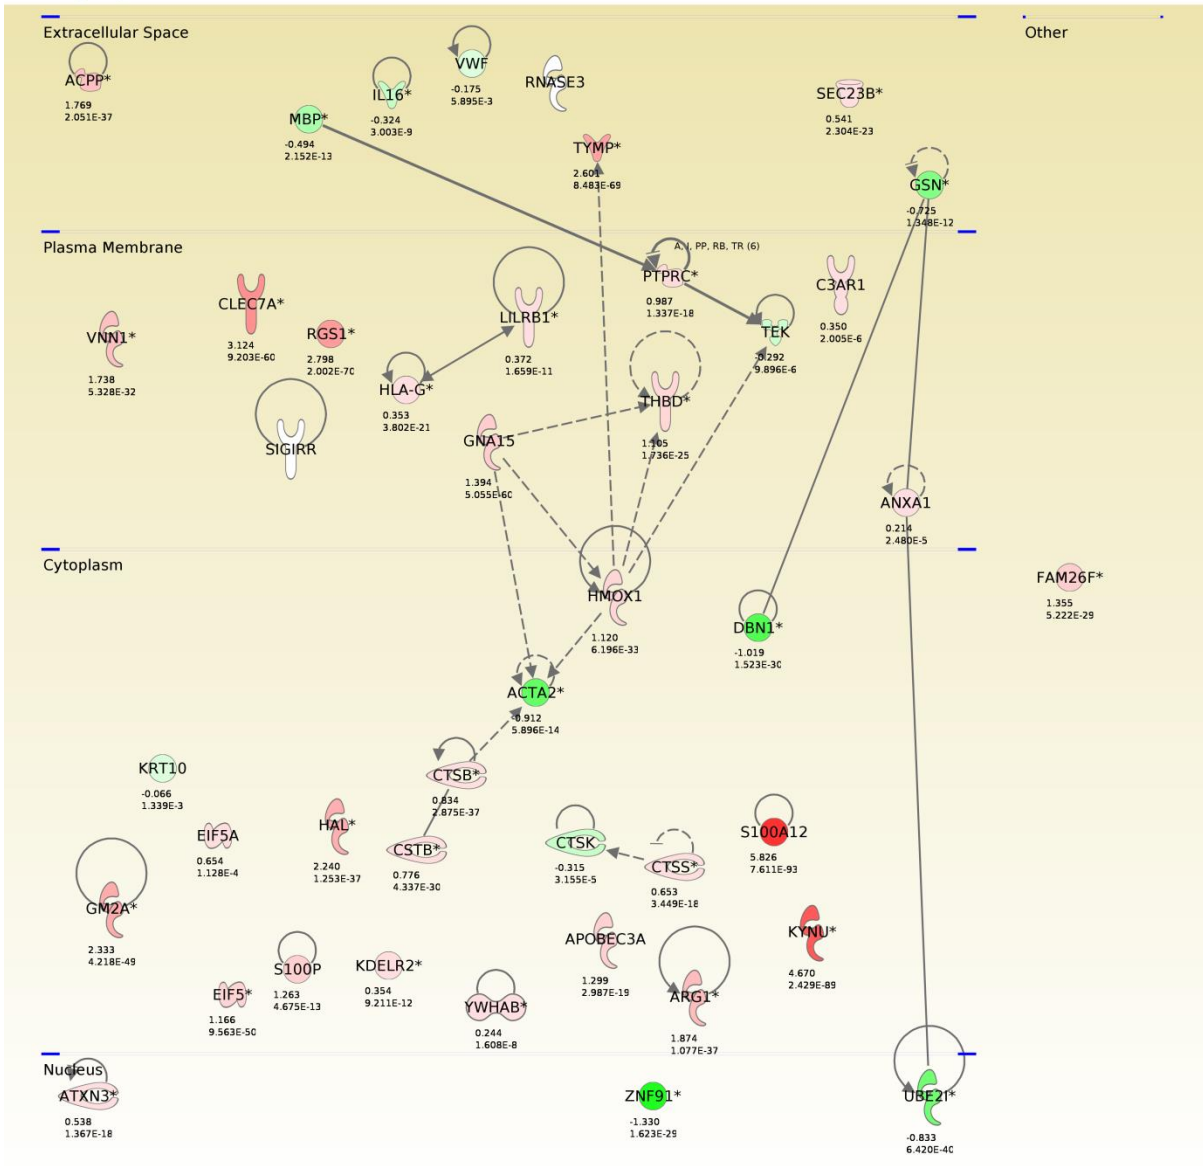 Extracellular Space
Other
ACPP*
1.769
2.051E-37
IL16*
-0.324
3.003E-9
VWF
-0.175
5.895E-3
RNASE3
SEC23B*
0.541
2.304E-23
MBP*
-0.494
2.152E-13
TYMP*
2.601
8.483E-69
GSN*
-0.725
1.348E-12
Plasma Membrane
A, I, PP, RB, TR (6)
PTPRC*
0.987
1.337E-18
C3AR1
0.350
2.005E-6
CLEC7A*
3.124
9.203E-60
LILRB1*
0.372
1.659E-11
VNN1*
1.738
5.328E-32
RGS1*
2.798
2.002E-70
TEK
-0.292
9.896E-6
HLA-G*
0.353
3.802E-21
THBD*
1.105
1.736E-25
SIGIRR
GNA15
1.394
5.055E-60
ANXA1
0.214
2.480E-5
Cytoplasm
FAM26F*
1.355
5.222E-29
HMOX1
1.120
6.196E-33
DBN1*
-1.019
1.523E-30
ACTA2*
-0.912
5.896E-14
KRT10
-0.066
1.339E-3
CTSB*
0.834
2.875E-37
EIF5A
0.654
1.128E-4
HAL*
2.240
1.253E-37
CSTB*
0.776
4.337E-30
CTSK
-0.315
3.155E-5
CTSS*
0.653
3.449E-18
S100A12
5.826
7.611E-93
GM2A*
2.333
4.218E-49
APOBEC3A
1.299
2.987E-19
KYNU*
4.670
2.429E-89
S100P
1.263
4.675E-13
KDELR2*
0.354
9.211E-12
EIF5*
1.166
9.563E-50
YWHAB*
0.244
1.608E-8
ARG1*
1.874
1.077E-37
Nucleus
ATXN3*
0.538
1.367E-18
ZNF91*
-1.330
1.623E-29
UBE2I*
-0.833
6.420E-40